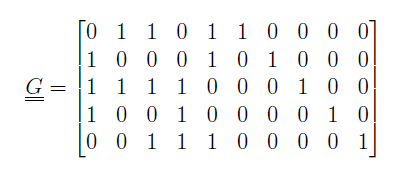 0 1 1 0 1 1 0 0 0 0
1 0 0 0 1 0 1 0 0 0
G = 1 1 1 1 0 0 0 1 0 0
1 0 0 1 0 0 0 0 1 0
0 0 1 1 1 0 0 0 0 1